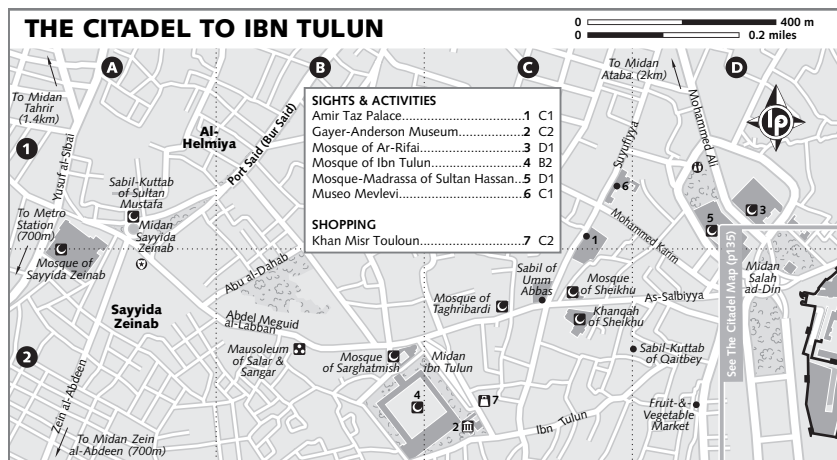 THE CITADEL TO IBN TULUN
0 400 m
0 0.2 miles
A
B
C
D
1
2
To Midan
Tahrir
(1.4km)
Yusuf al-Sibai
Al-
Helmiya
Port Said (Bur Said)
Sabil-Kuttab
of Sultan
Mustafa
To Metro
Station
(700m)
Midan
Sayyida
Zeinab
Mosque of
Sayyida Zeinab
Sayyida
Zeinab
Abu al-Dahab
Abdel Meguid
al-Labban
Mausoleum
of Salar &
Sangar
Zein al-Abdeen
To Midan Zein
al-Abdeen (700m)
SIGHTS & ACTIVITIES
Amir Taz Palace....................1 C1
Gayer-Anderson Museum....................2 C2
Mosque of Ar-Rifai....................3 D1
Mosque of Ibn Tulun....................4 B2
Mosque-Madrassa of Sultan Hassan..5 D1
Museo Mevlevi....................6 C1
SHOPPING
Khan Misr Touloun....................7 C2
To Midan
Ataba (2km)
Mohammed Ali
Suyufiyya
6
Mohammed Karim
1
5
3
lp
Sabil of
Umm
Abbas
Mosque of
Taghribardi
Mosque
of Sheikhu
Khanqah
of Sheikhu
As-Salbiyya
Midan
Salah
ad-Din
See The Citadel Map (p135)
Mosque
of Sarghatmish
Midan
ibn Tulun
Sabil-Kuttab
of Qaitbey
4
7
2
Ibn Tulun
Fruit-&-
Vegetable
Market